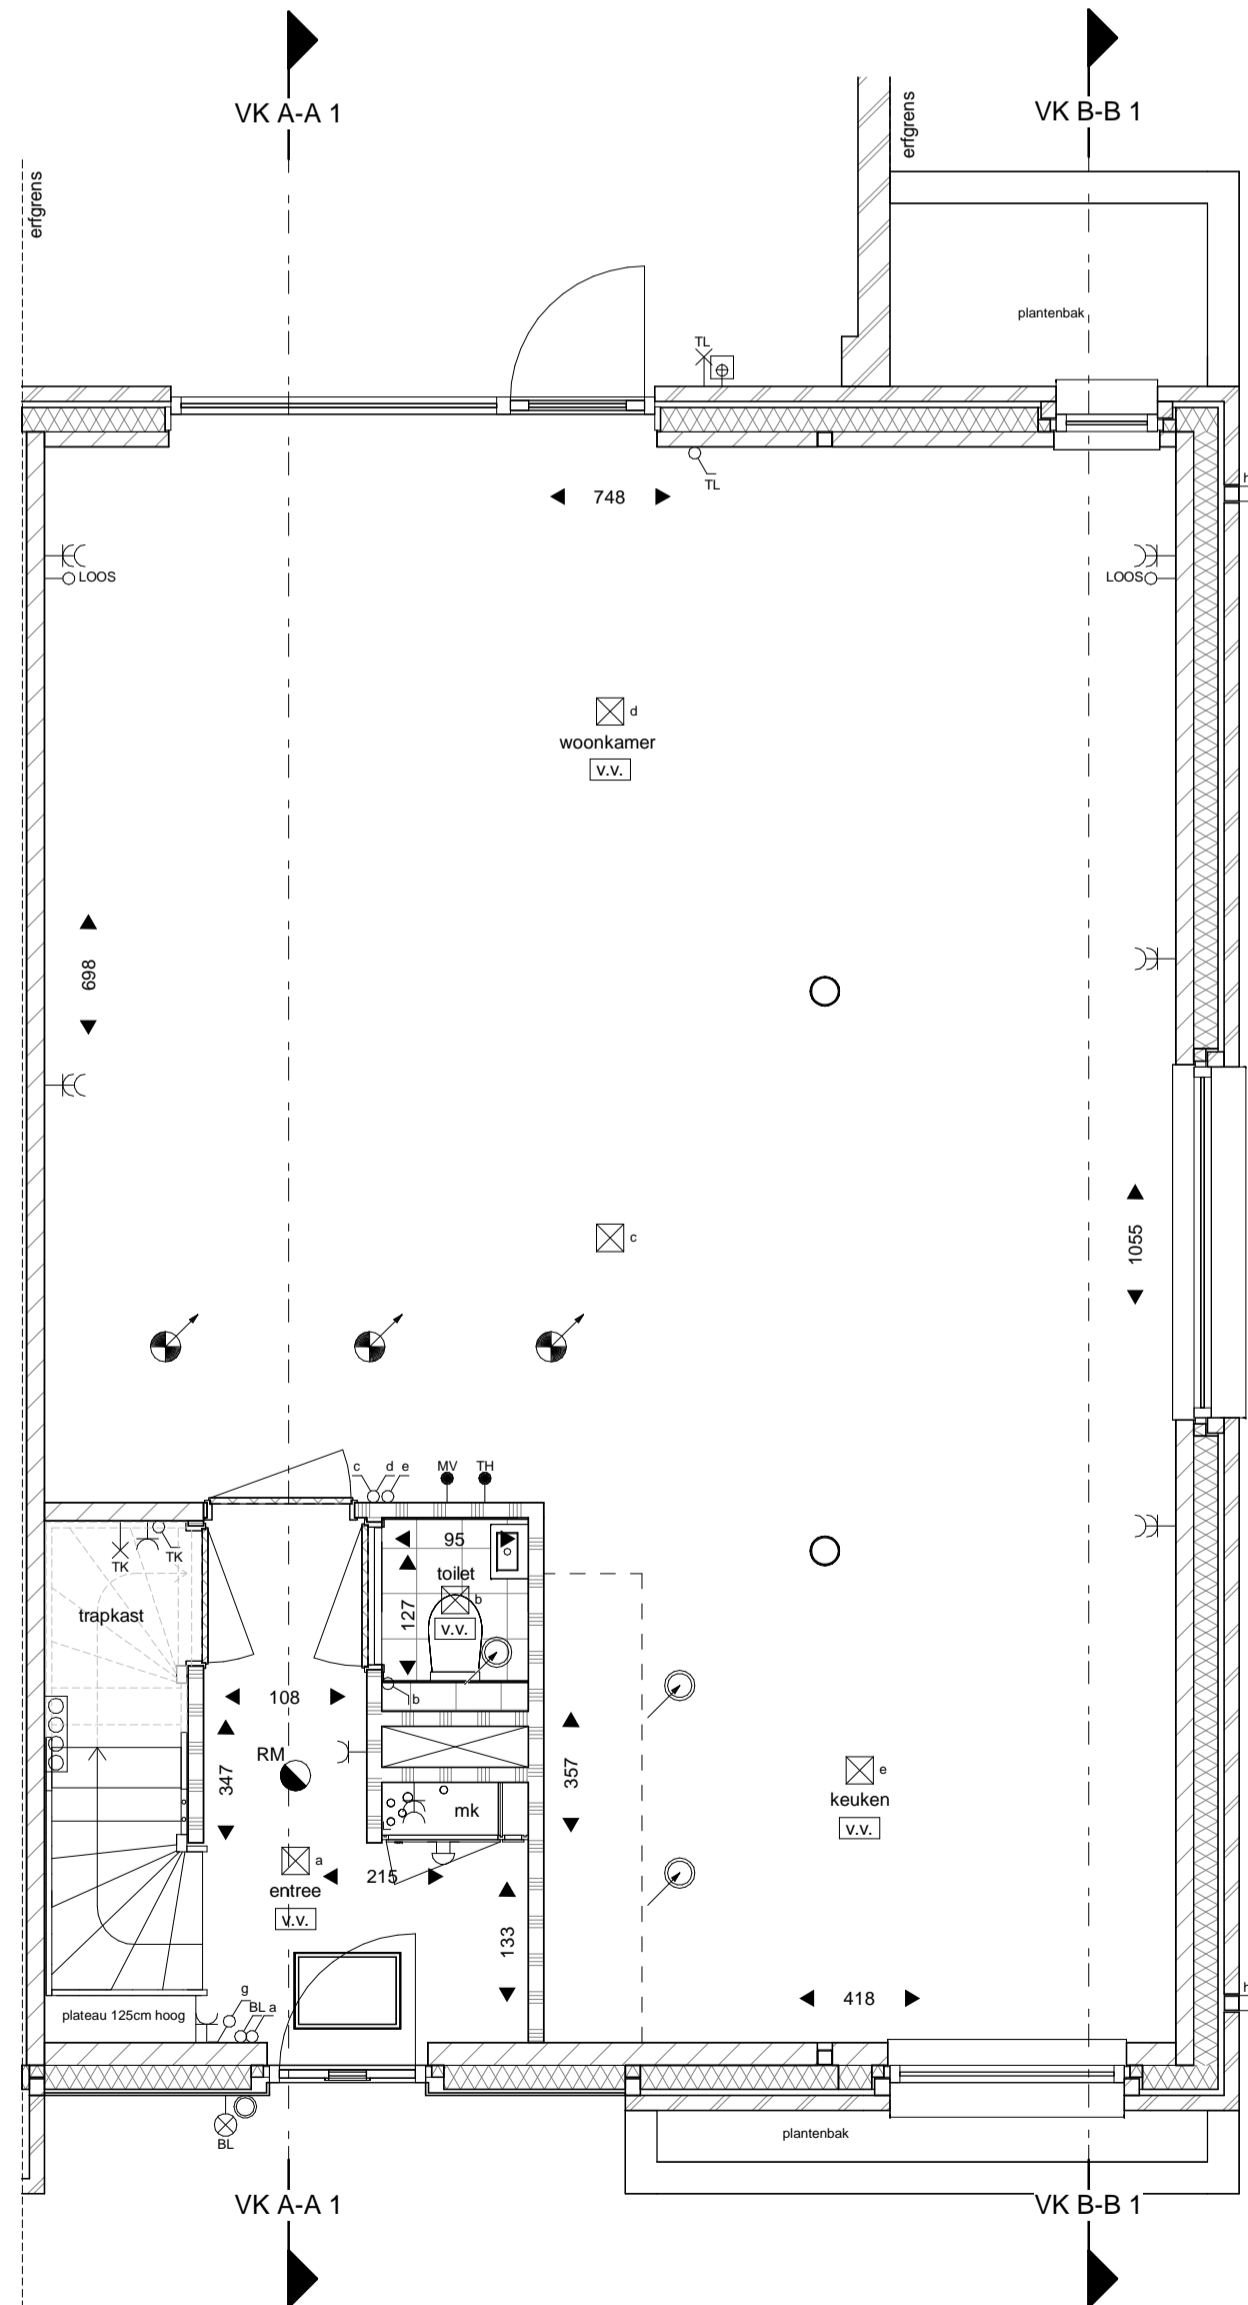 VK A-A 1
VK B-B 1
erfgrens
erfgrens
plantenbak
TL
TL
748
h
LOOS
LOOS
d
woonkamer
v.v.
698
1055
c
c
d
e
MV
TH
TK
TK
95
toilet
b
127
v.v.
trapkast
108
b
RM
347
357
mk
e
keuken
v.v.
a
215
entree
v.v.
133
g
BL a
plateau 125cm hoog
418
h
BL
plantenbak
VK A-A 1
VK B-B 1